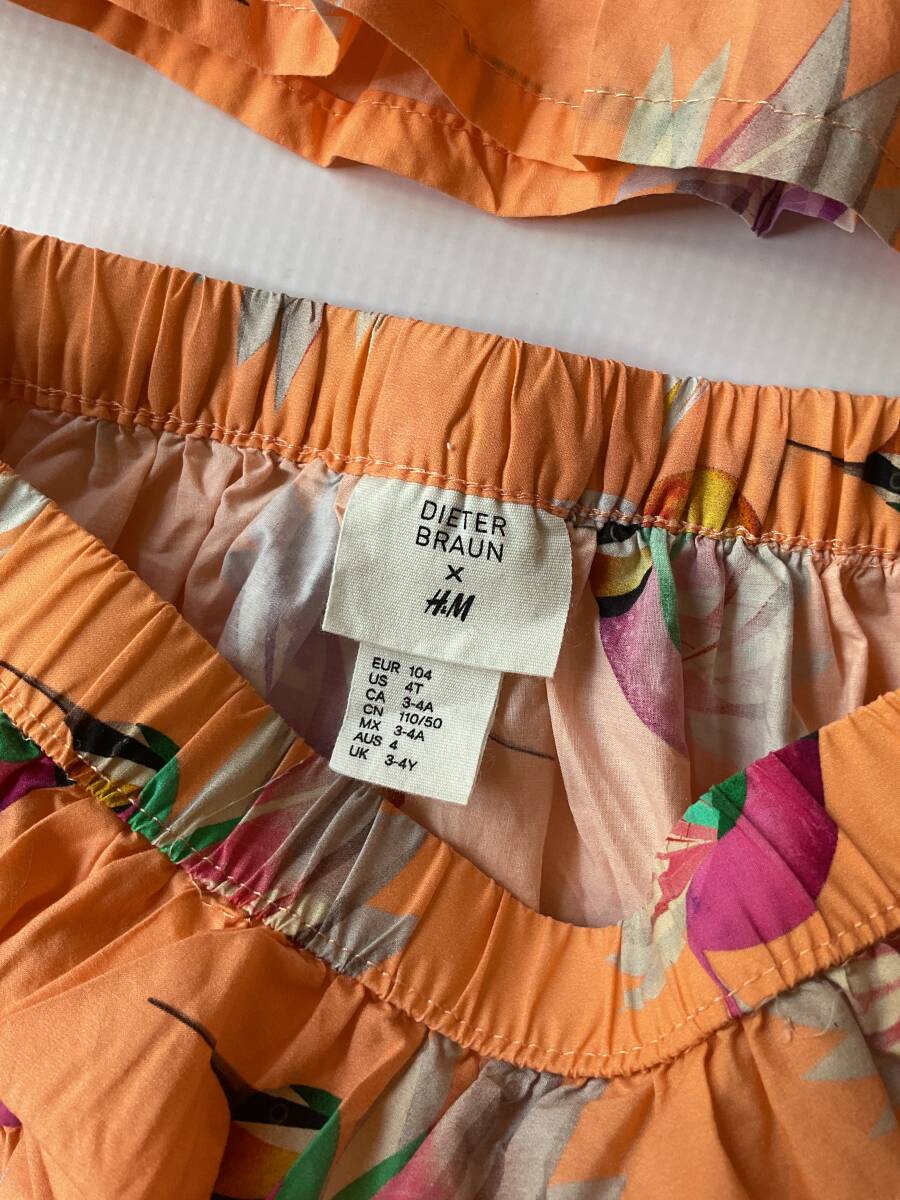 DIETER
BRAUN
×
H&M
EUR 104
US 4T
CA 3-4A
CN 110/50
MX 3-4A
AUS 4
UK 3-4Y